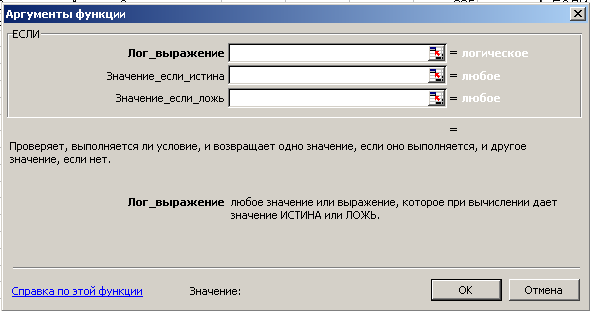 Аргументы функции
ЕСЛИ
Лог_выражение = логическое
Значение_если_истина = любое
Значение_если_ложь = любое
=
Проверяет, выполняется ли условие, и возвращает одно значение, если оно выполняется, и другое
значение, если нет.
Лог_выражение любое значение или выражение, которое при вычислении дает
значение ИСТИНА или ЛОЖЬ.
Справка по этой функции Значение: OK Отмена